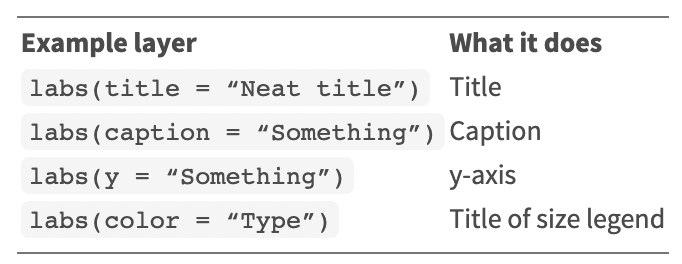 Example layer What it does
labs(title = “Neat title”) Title
labs(caption = “Something”) Caption
labs(y = “Something”) y-axis
labs(color = “Type”) Title of size legend